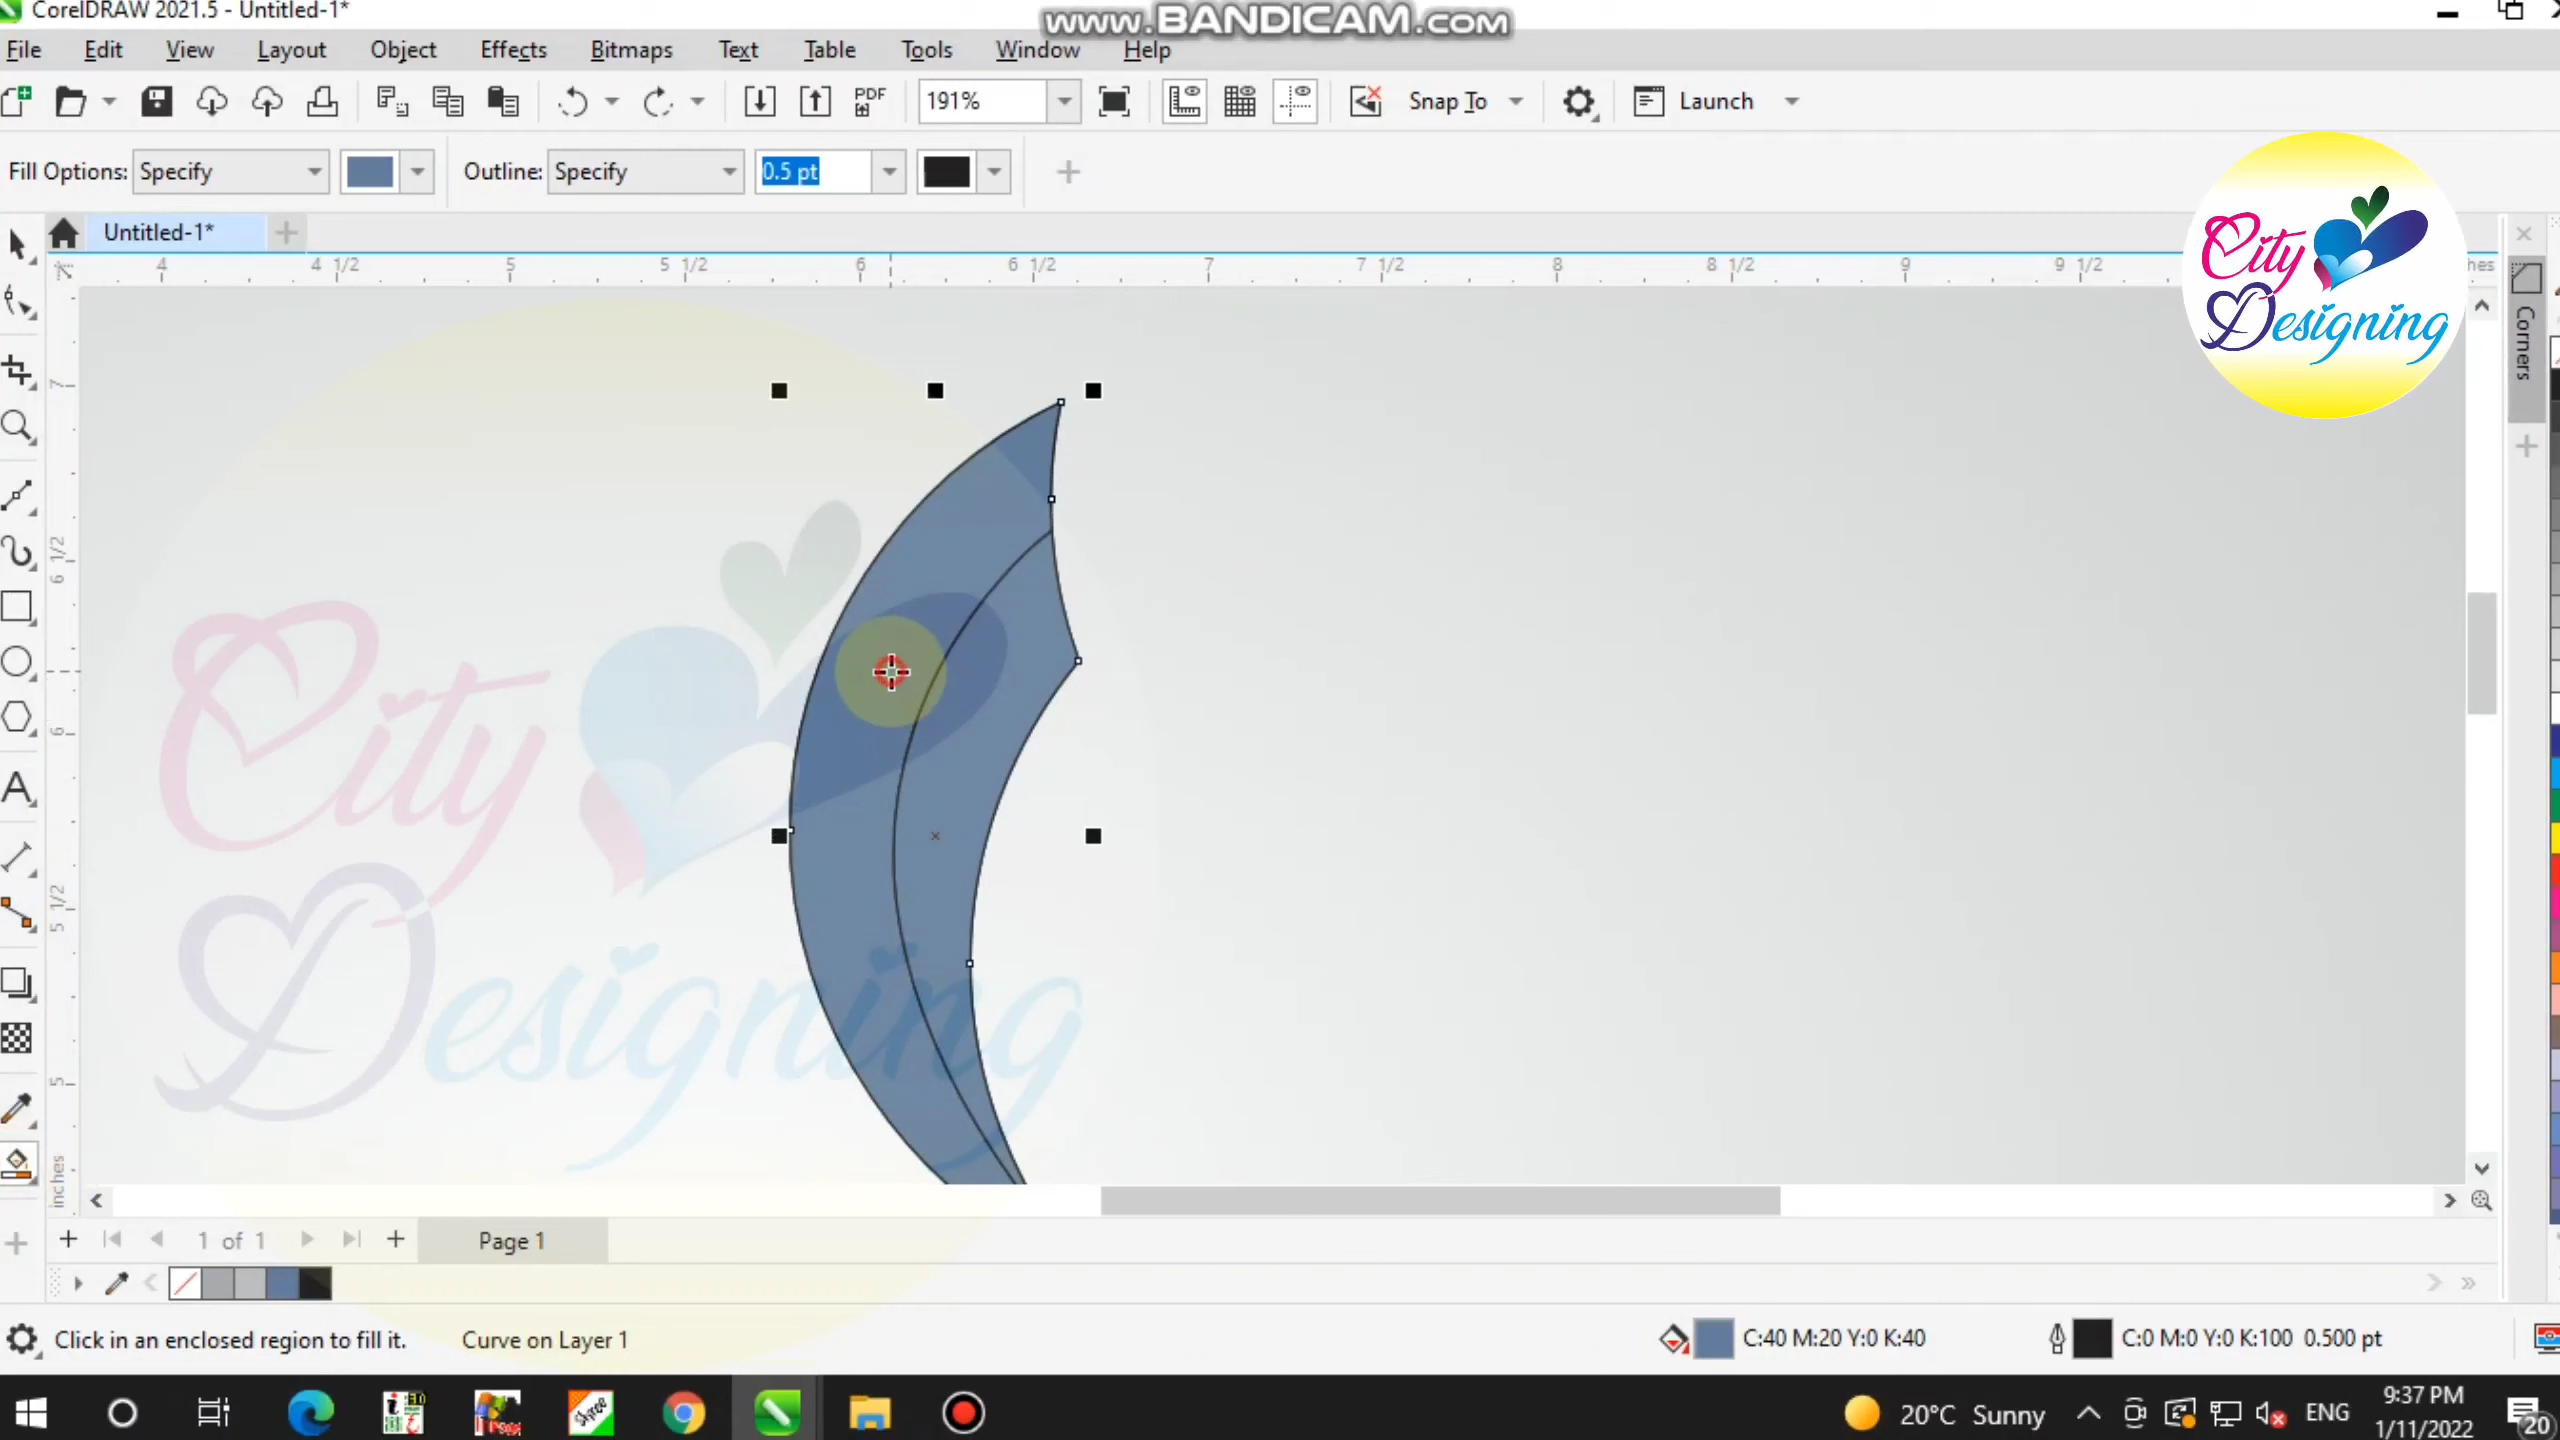 CorelDRAW 2021.5 - Untitled-1*
www.BANDICAM.com
File Edit View Layout Object Effects Bitmaps Text Table Tools Window Help
PDF 191% Snap To Launch
Fill Options: Specify Outline: Specify 0.5 pt
Untitled-1*
4 4 1/2 5 5 1/2 6 6 1/2 7 7 1/2 8 8 1/2 9 9 1/2 hes
City
Designing
Corners
7
6 1/2
6
5 1/2
5
inches
City
Designing
1 of 1 Page 1
Click in an enclosed region to fill it. Curve on Layer 1 C:40 M:20 Y:0 K:40 C:0 M:0 Y:0 K:100 0.500 pt
20°C Sunny ENG 9:37 PM
1/11/2022
20